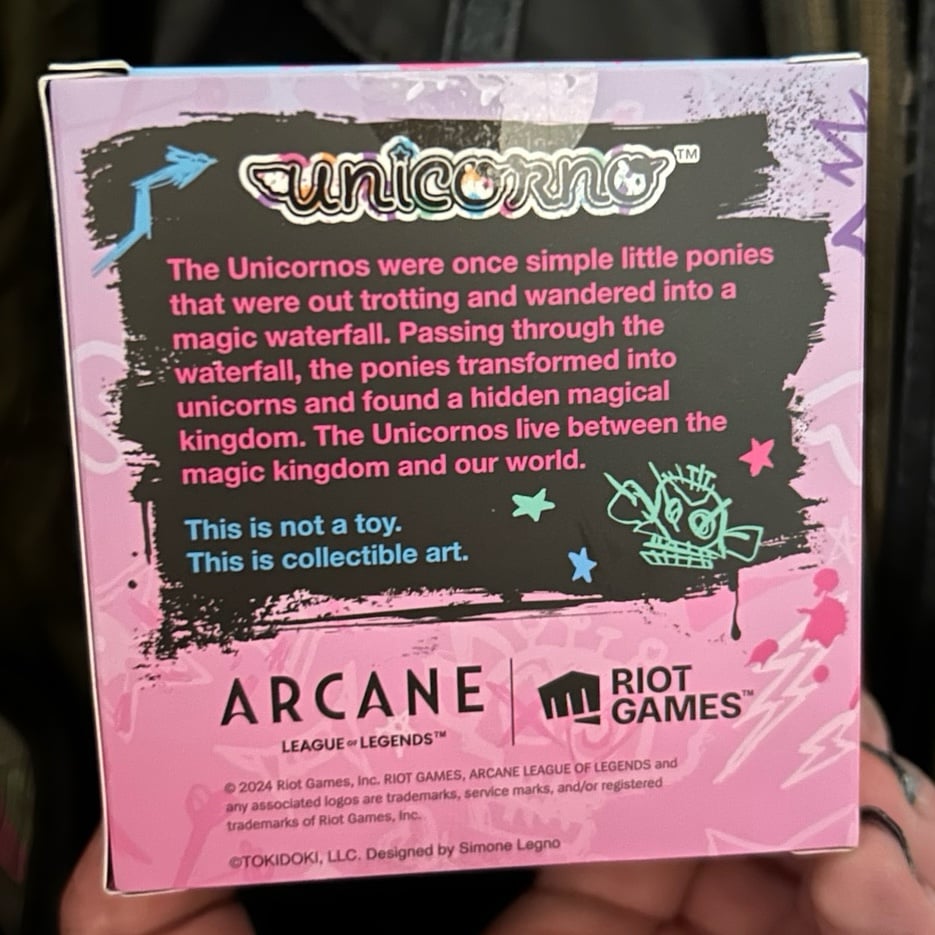 unicorno™
The Unicornos were once simple little ponies
that were out trotting and wandered into a
magic waterfall. Passing through the
waterfall, the ponies transformed into
unicorns and found a hidden magical
kingdom. The Unicornos live between the
magic kingdom and our world.
This is not a toy.
This is collectible art.
ARCANE
LEAGUE OF LEGENDS™
RIOT
GAMES™
© 2024 Riot Games, Inc. RIOT GAMES, ARCANE LEAGUE OF LEGENDS and
any associated logos are trademarks, service marks, and/or registered
trademarks of Riot Games, Inc.
©TOKIDOKI, LLC. Designed by Simone Legno